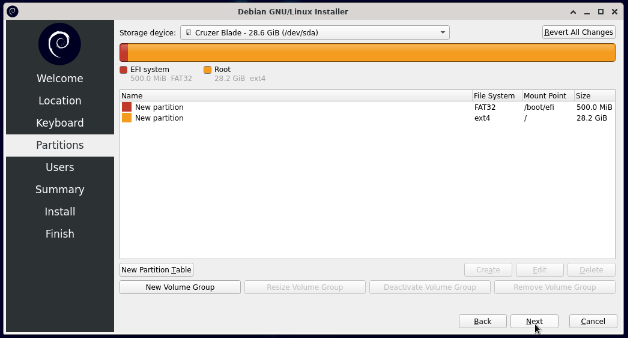 Debian GNU/Linux Installer
Storage device: Cruzer Blade - 28.6 GiB (/dev/sda) Revert All Changes
EFI system Root
500.0 MiB FAT32 28.2 GiB ext4
Welcome
Location
Keyboard
Partitions
Users
Summary
Install
Finish
Name File System Mount Point Size
New partition FAT32 /boot/efi 500.0 MiB
New partition ext4 / 28.2 GiB
New Partition Table Create Edit Delete
New Volume Group Resize Volume Group Deactivate Volume Group Remove Volume Group
Back Next Cancel